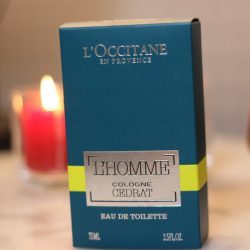 L'OCCITANE
EN PROVENCE
L'HOMME
COLOGNE
CEDRAT
EAU DE TOILETTE
75ML 2.5FL.OZ.